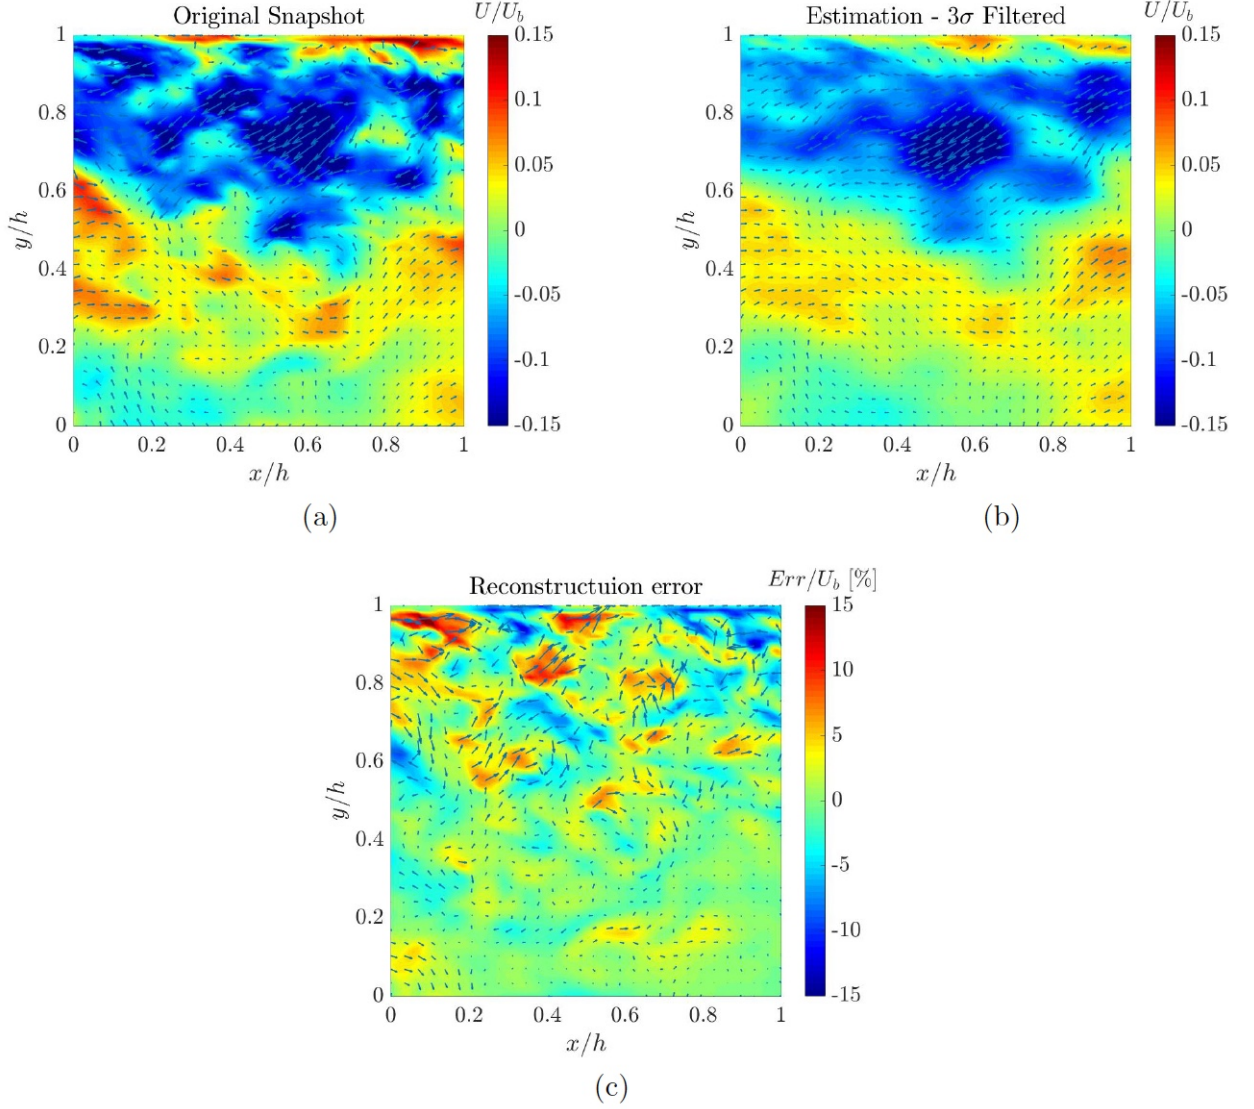 Original Snapshot
U/U_b
1
0.8
0.6
0.4
0.2
0
y/h
0 0.2 0.4 0.6 0.8 1
x/h
0.15
0.1
0.05
0
-0.05
-0.1
-0.15
(a)
Estimation - 3σ Filtered
U/U_b
1
0.8
0.6
0.4
0.2
0
y/h
0 0.2 0.4 0.6 0.8 1
x/h
0.15
0.1
0.05
0
-0.05
-0.1
-0.15
(b)
Reconstructuion error
Err/U_b [%]
1
0.8
0.6
0.4
0.2
0
y/h
0 0.2 0.4 0.6 0.8 1
x/h
15
10
5
0
-5
-10
-15
(c)